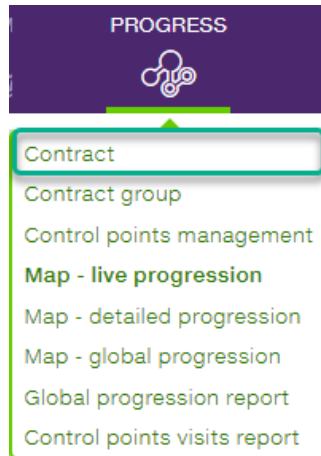 PROGRESS
Contract
Contract group
Control points management
Map - live progression
Map - detailed progression
Map - global progression
Global progression report
Control points visits report